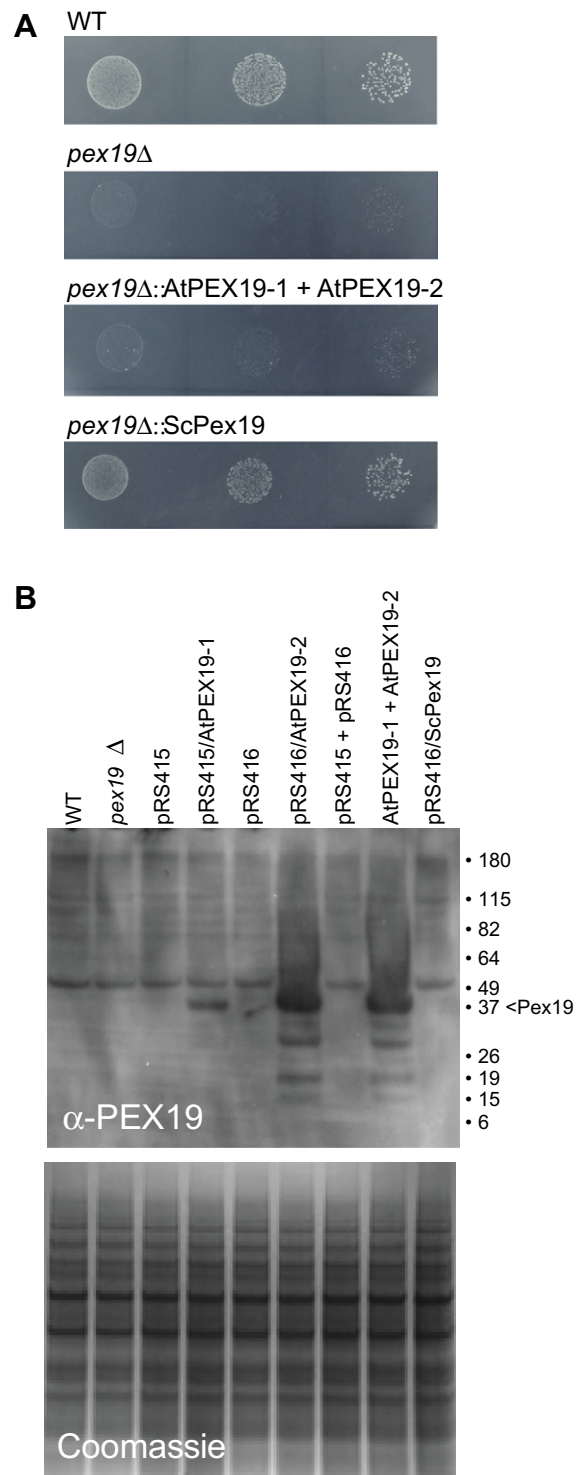 A
WT
pex19Δ
pex19Δ::AtPEX19-1 + AtPEX19-2
pex19Δ::ScPex19
B
WT
pex19 Δ
pRS415
pRS415/AtPEX19-1
pRS416
pRS416/AtPEX19-2
pRS415 + pRS416
AtPEX19-1 + AtPEX19-2
pRS416/ScPex19
• 180
• 115
• 82
• 64
• 49
• 37 <Pex19
• 26
• 19
• 15
• 6
α-PEX19
Coomassie